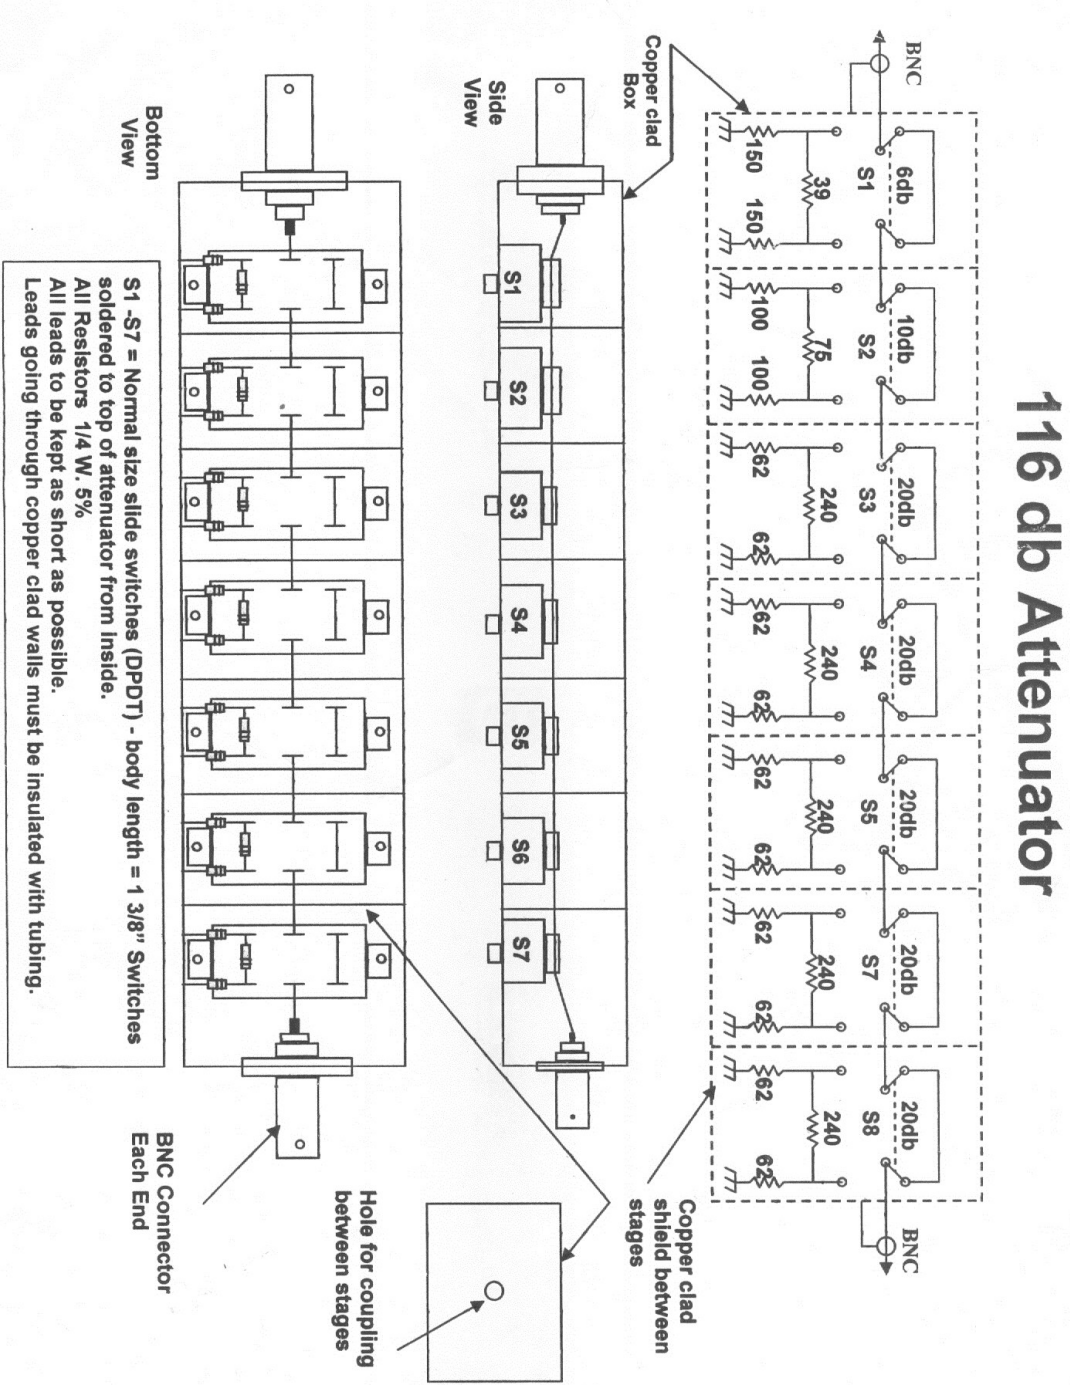 116 db Attenuator
BNC
6db
10db
20db
20db
20db
20db
20db
BNC
S1
S2
S3
S4
S5
S7
S8
39
75
240
240
240
240
240
150
150
100
100
62
62
62
62
62
62
62
62
62
62
Copper clad
Box
Copper clad
shield between
stages
Side
View
S1
S2
S3
S4
S5
S6
S7
Hole for coupling
between stages
Bottom
View
BNC Connector
Each End
S1 -S7 = Normal size slide switches (DPDT) - body length = 1 3/8" Switches
soldered to top of attenuator from inside.
All Resistors 1/4 W. 5%
All leads to be kept as short as possible.
Leads going through copper clad walls must be insulated with tubing.